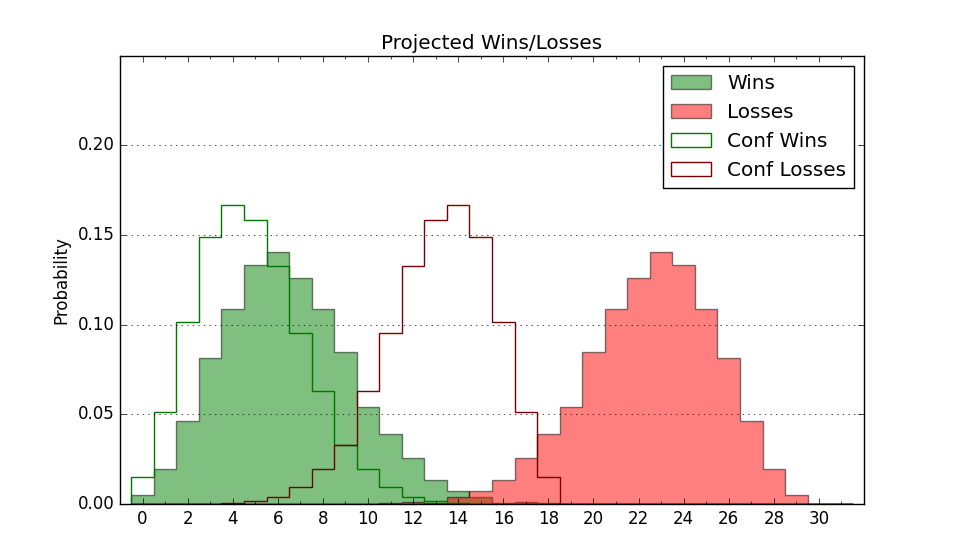 Projected Wins/Losses
Wins
Losses
Conf Wins
Conf Losses
Probability
0.20
0.15
0.10
0.05
0.00
0 2 4 6 8 10 12 14 16 18 20 22 24 26 28 30